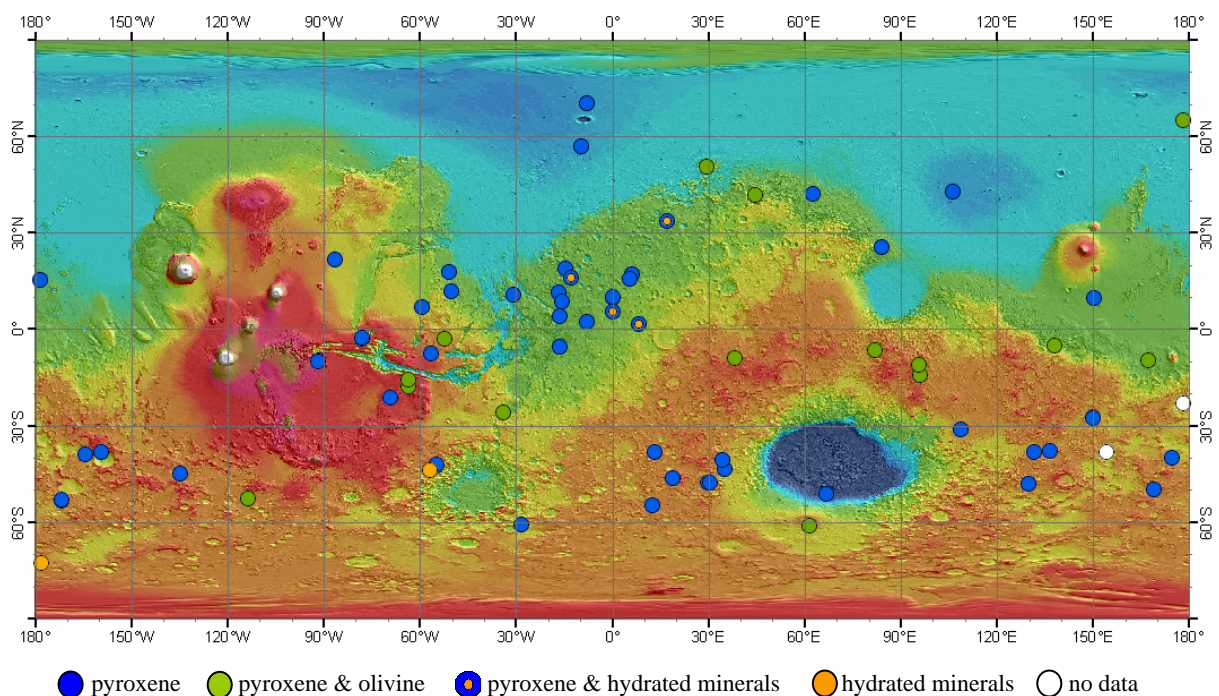 180° 150°W 120°W 90°W 60°W 30°W 0° 30°E 60°E 90°E 120°E 150°E 180°
60°N 60°N
30°N 30°N
0° 0°
30°S 30°S
60°S 60°S
180° 150°W 120°W 90°W 60°W 30°W 0° 30°E 60°E 90°E 120°E 150°E 180°
pyroxene pyroxene & olivine pyroxene & hydrated minerals hydrated minerals no data